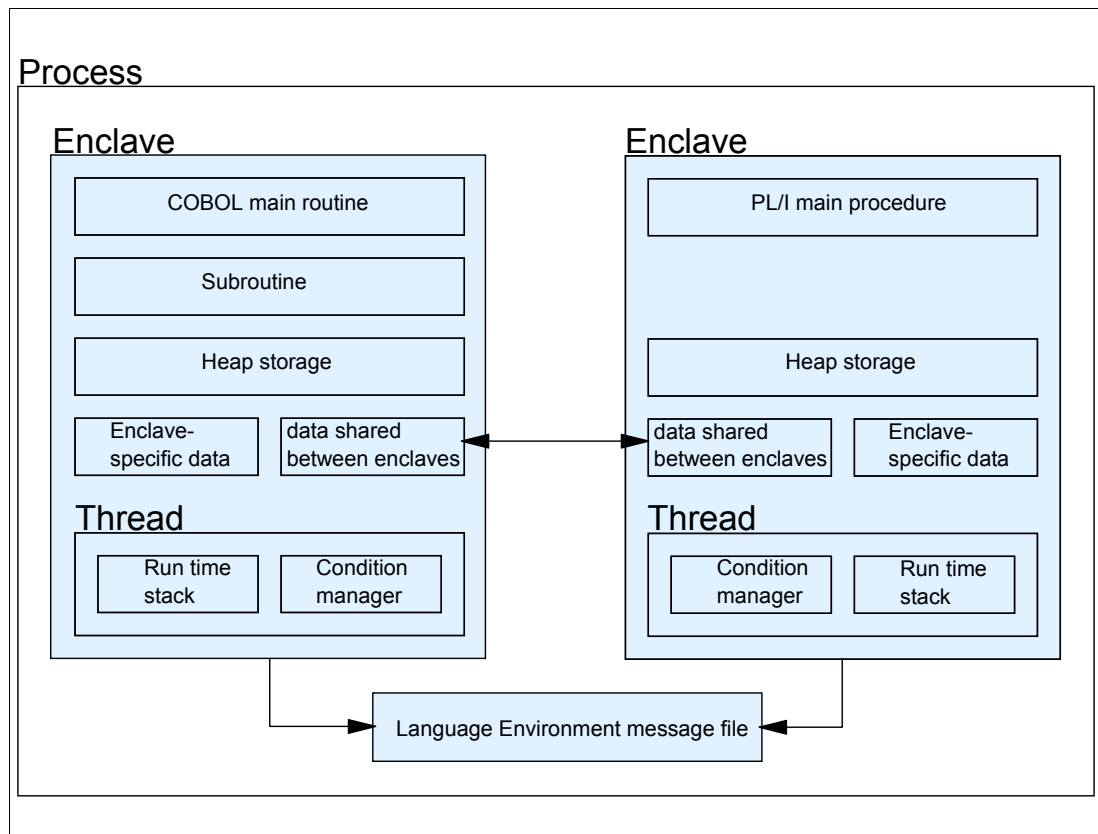 Process
Enclave
COBOL main routine
Subroutine
Heap storage
Enclave-
specific data
data shared
between enclaves
Thread
Run time
stack
Condition
manager
Enclave
PL/I main procedure
Heap storage
data shared
between enclaves
Enclave-
specific data
Thread
Condition
manager
Run time
stack
Language Environment message file